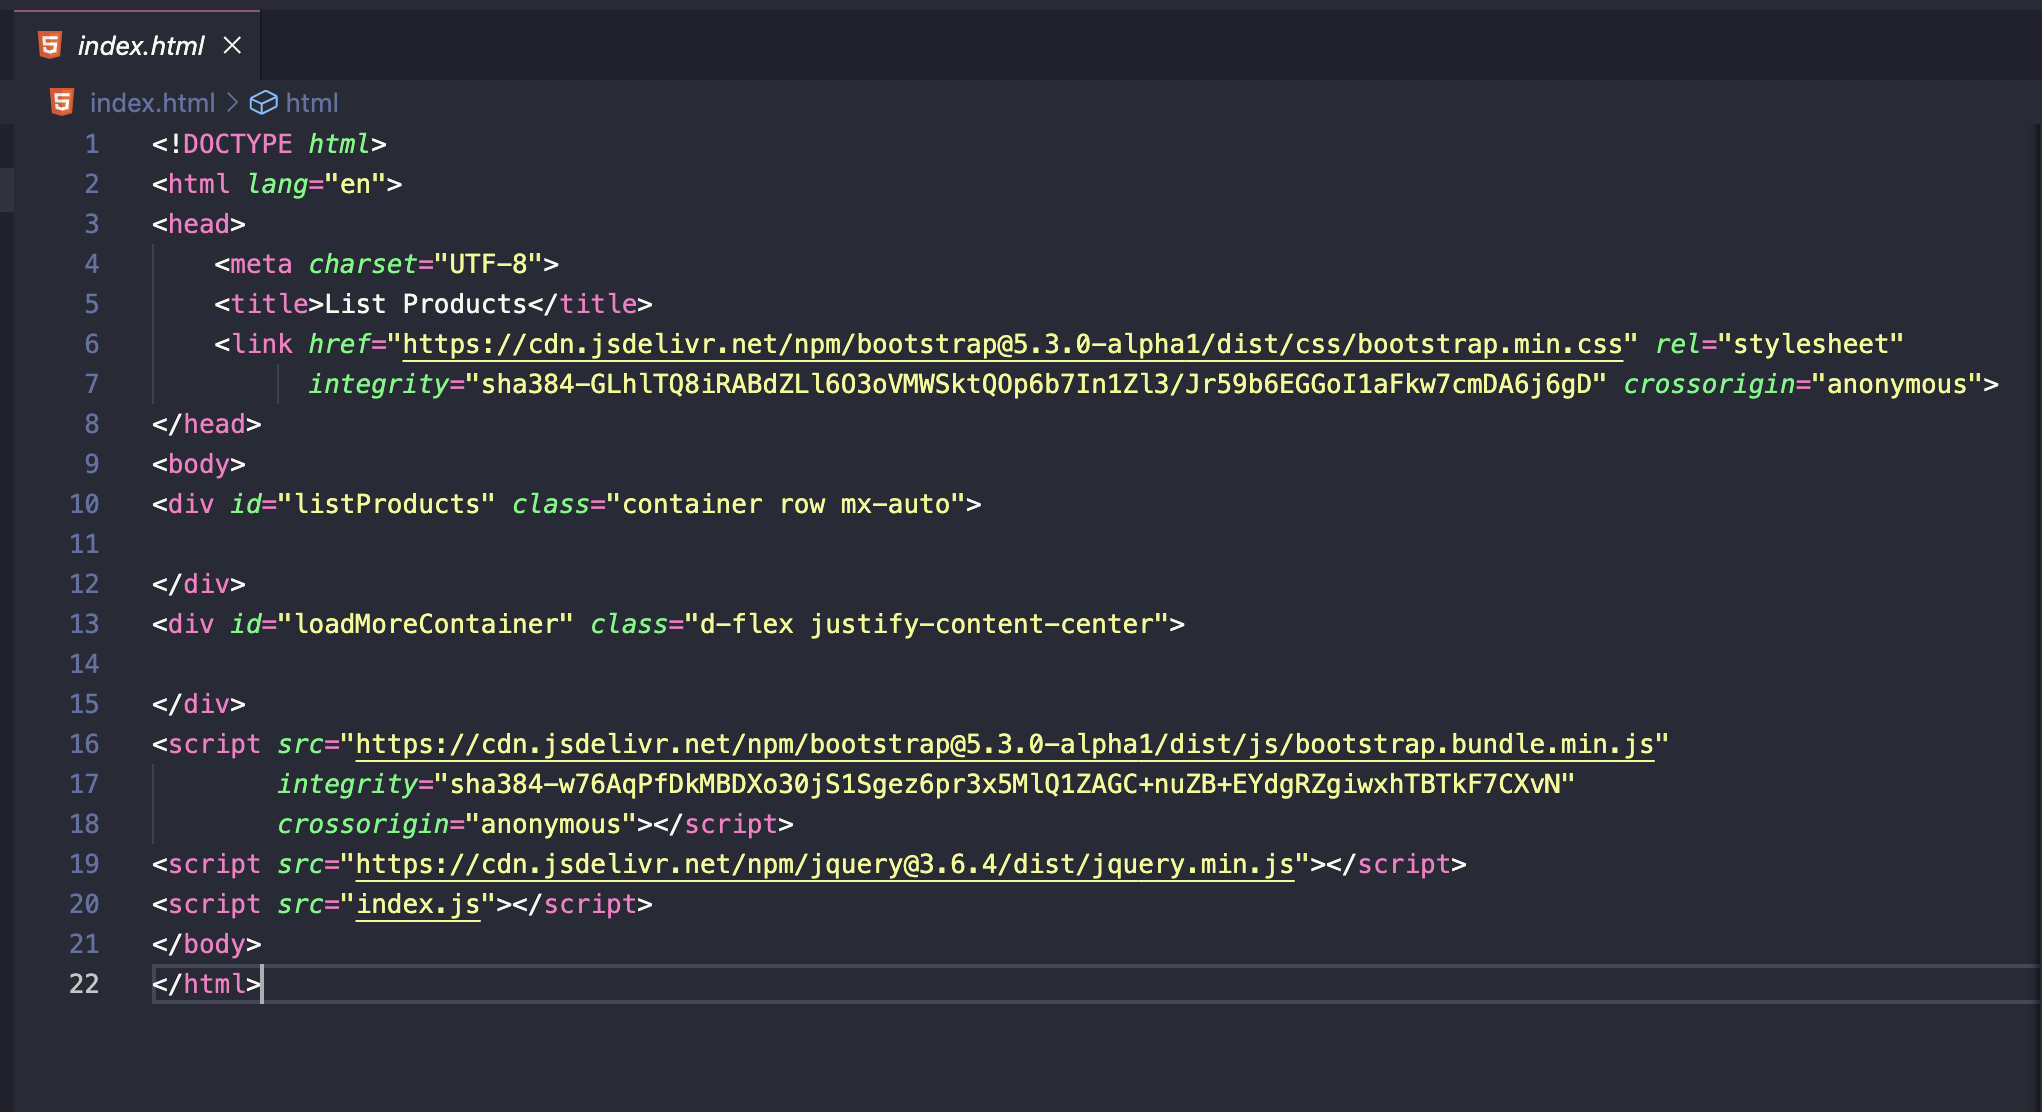 index.html
index.html > html
1 <!DOCTYPE html>
2 <html lang="en">
3 <head>
4     <meta charset="UTF-8">
5     <title>List Products</title>
6     <link href="https://cdn.jsdelivr.net/npm/bootstrap@5.3.0-alpha1/dist/css/bootstrap.min.css" rel="stylesheet"
7           integrity="sha384-GLhlTQ8iRABdZLl6O3oVMWSktQOp6b7In1Zl3/Jr59b6EGGoI1aFkw7cmDA6j6gD" crossorigin="anonymous">
8 </head>
9 <body>
10 <div id="listProducts" class="container row mx-auto">
11
12 </div>
13 <div id="loadMoreContainer" class="d-flex justify-content-center">
14
15 </div>
16 <script src="https://cdn.jsdelivr.net/npm/bootstrap@5.3.0-alpha1/dist/js/bootstrap.bundle.min.js"
17         integrity="sha384-w76AqPfDkMBDXo30jS1Sgez6pr3x5MlQ1ZAGC+nuZB+EYdgRZgiwxhTBTkF7CXvN"
18         crossorigin="anonymous"></script>
19 <script src="https://cdn.jsdelivr.net/npm/jquery@3.6.4/dist/jquery.min.js"></script>
20 <script src="index.js"></script>
21 </body>
22 </html>